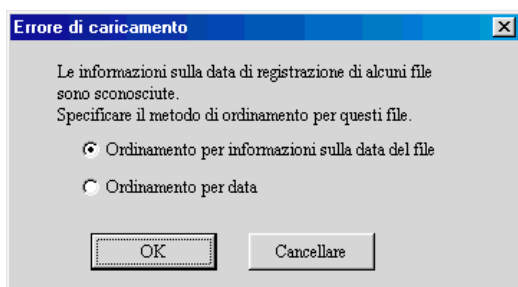 Errore di caricamento
Le informazioni sulla data di registrazione di alcuni file
sono sconosciute.
Specificare il metodo di ordinamento per questi file.
Ordinamento per informazioni sulla data del file
Ordinamento per data
OK
Cancellare